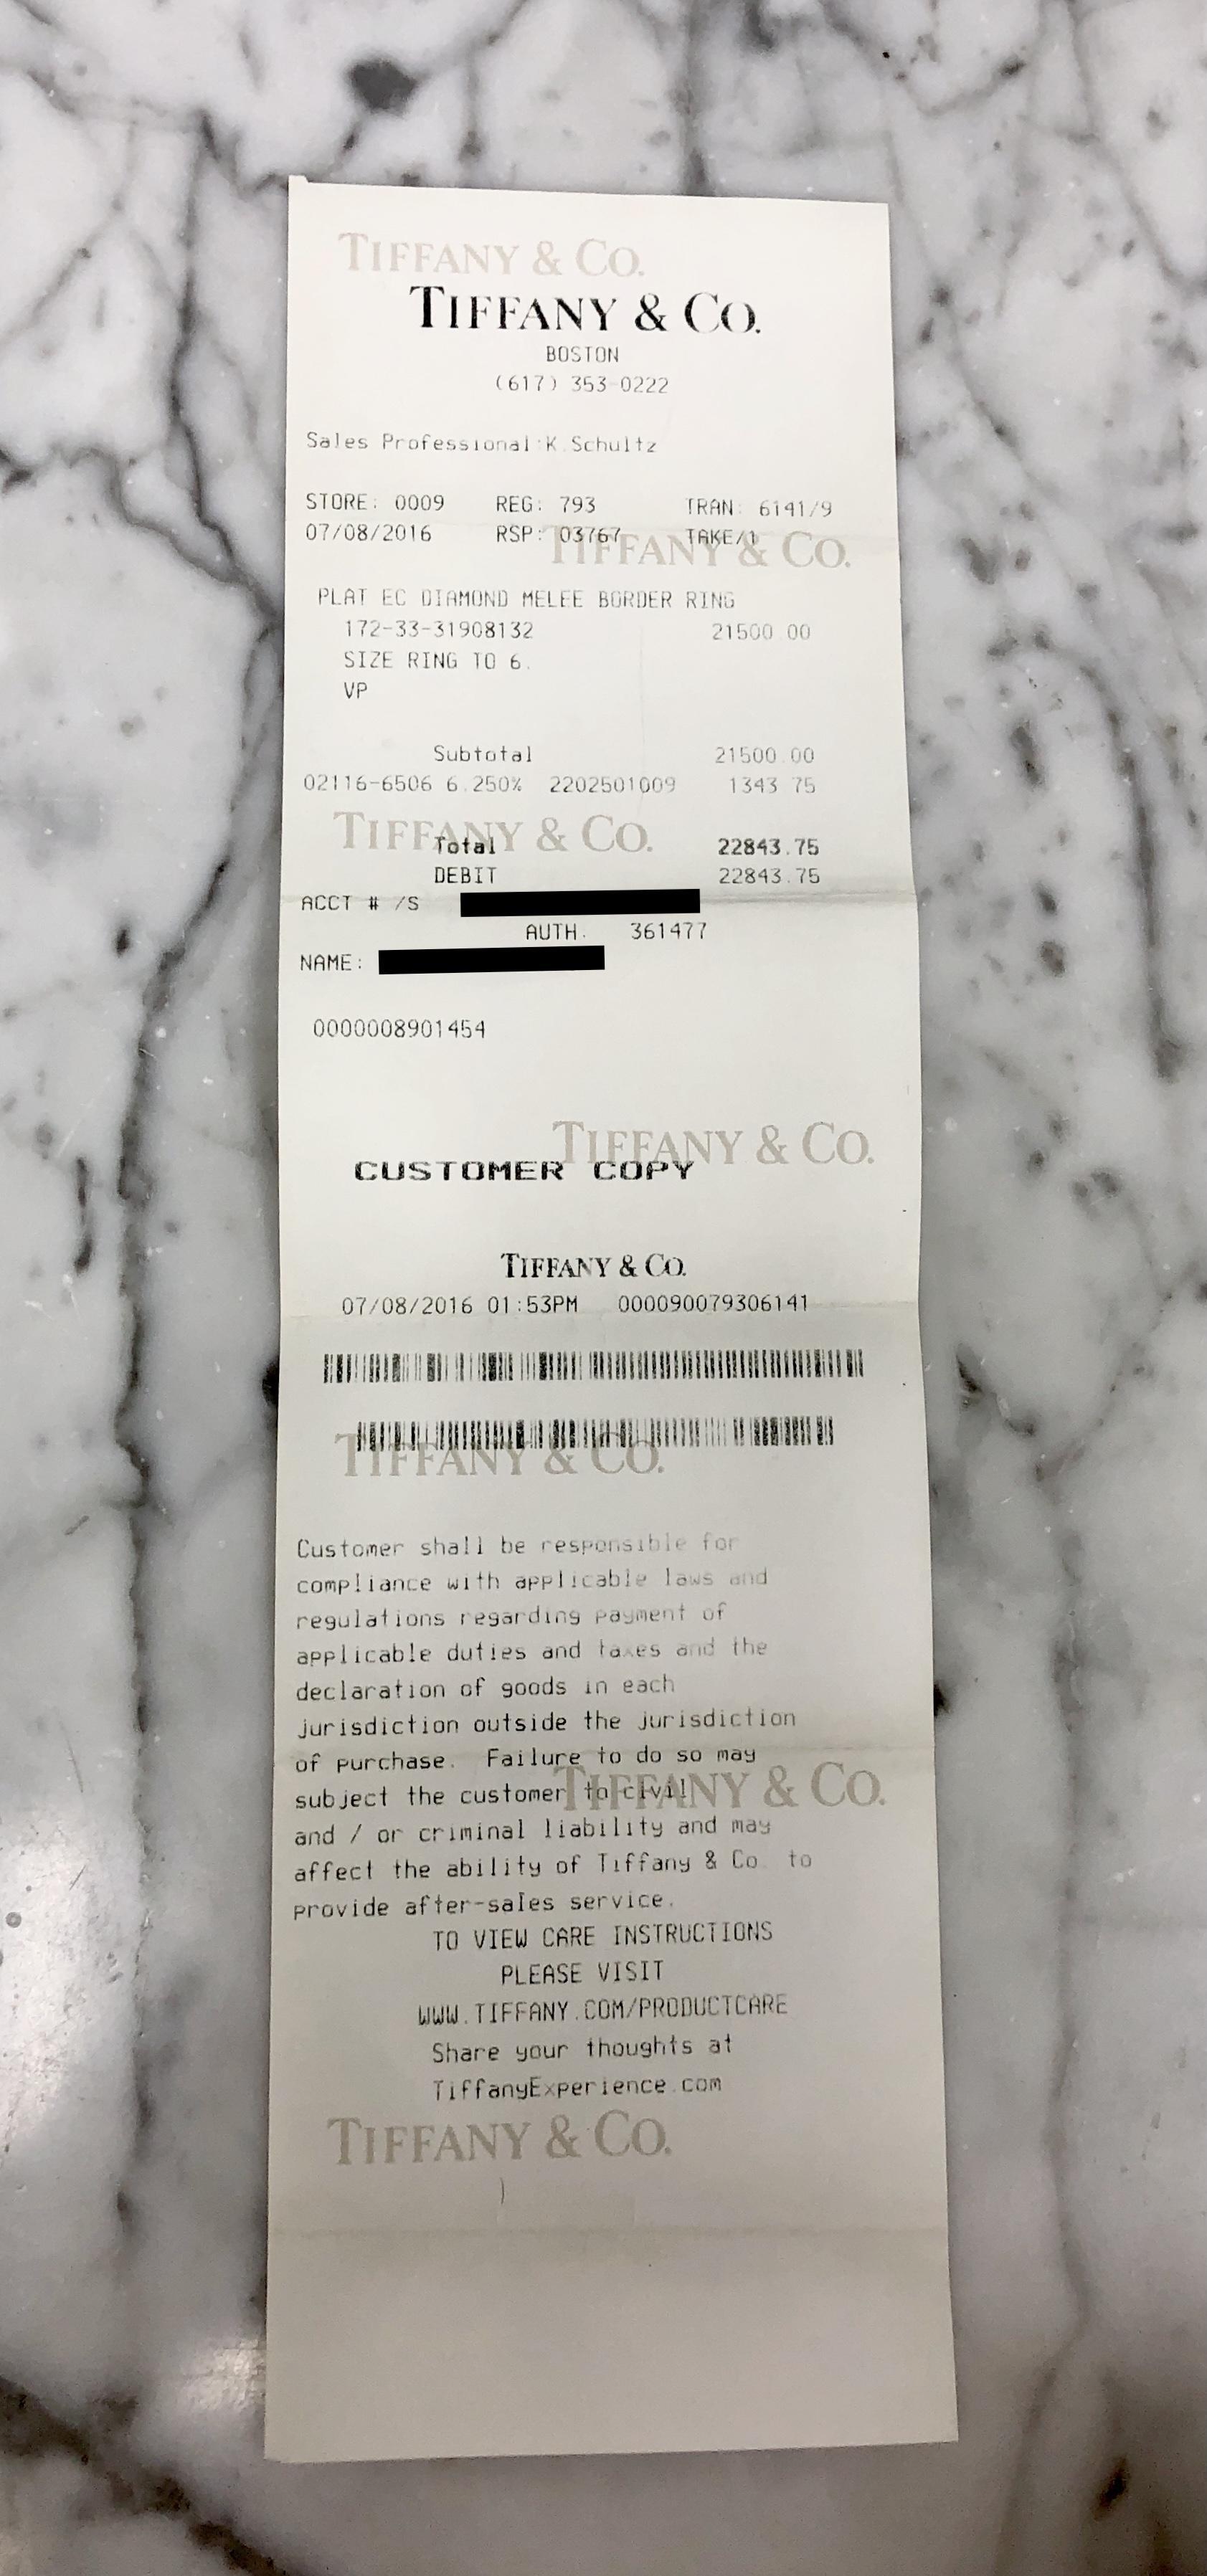 TIFFANY & CO.
TIFFANY & CO.
BOSTON
(617) 353-0222
Sales Professional:K.Schultz
STORE: 0009 REG: 793 TRAN: 6141/9
07/08/2016 RSP: 03767 TAKE/1
TIFFANY & CO.
PLAT EC DIAMOND MELEE BORDER RING
172-33-31908132 21500.00
SIZE RING TO 6.
VP
Subtotal 21500.00
02116-6506 6.250% 2202501009 1343.75
TIFFANY & CO.
Total 22843.75
DEBIT 22843.75
ACCT # /S
AUTH. 361477
NAME:
0000008901454
TIFFANY & CO.
CUSTOMER COPY
TIFFANY & CO.
07/08/2016 01:53PM 000090079306141
TIFFANY & CO.
Customer shall be responsible for
compliance with applicable laws and
regulations regarding payment of
applicable duties and taxes and the
declaration of goods in each
jurisdiction outside the jurisdiction
of purchase. Failure to do so may
TIFFANY & CO.
subject the customer to civil
and / or criminal liability and may
affect the ability of Tiffany & Co. to
provide after-sales service.
TO VIEW CARE INSTRUCTIONS
PLEASE VISIT
WWW.TIFFANY.COM/PRODUCTCARE
Share your thoughts at
TiffanyExperience.com
TIFFANY & CO.